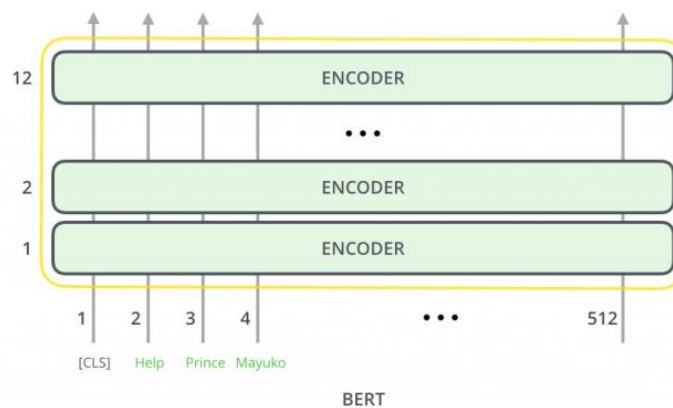 12 ENCODER
...
2 ENCODER
1 ENCODER
1 2 3 4 ... 512
[CLS] Help Prince Mayuko
BERT